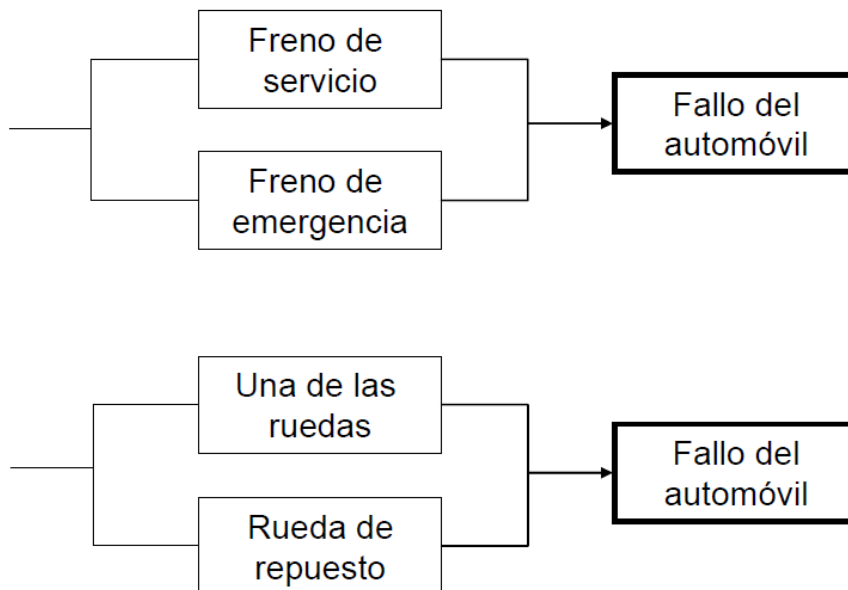 Freno de
servicio
Fallo del
automóvil
Freno de
emergencia
Una de las
ruedas
Fallo del
automóvil
Rueda de
repuesto